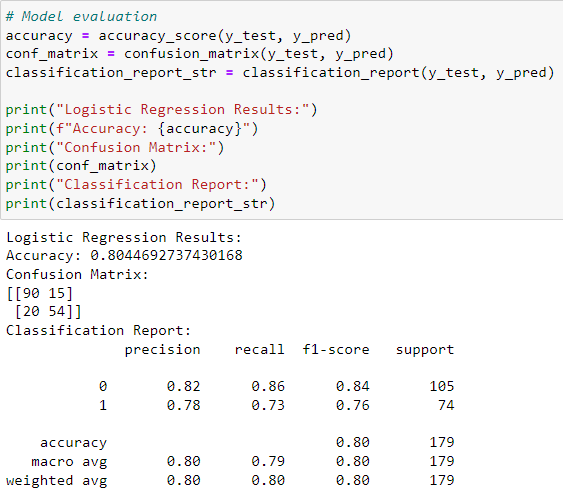 # Model evaluation
accuracy = accuracy_score(y_test, y_pred)
conf_matrix = confusion_matrix(y_test, y_pred)
classification_report_str = classification_report(y_test, y_pred)
print("Logistic Regression Results:")
print(f"Accuracy: {accuracy}")
print("Confusion Matrix:")
print(conf_matrix)
print("Classification Report:")
print(classification_report_str)
Logistic Regression Results:
Accuracy: 0.8044692737430168
Confusion Matrix:
[[90 15]
 [20 54]]
Classification Report:
              precision    recall  f1-score   support
           0       0.82      0.86      0.84       105
           1       0.78      0.73      0.76        74
    accuracy                           0.80       179
   macro avg       0.80      0.79      0.80       179
weighted avg       0.80      0.80      0.80       179